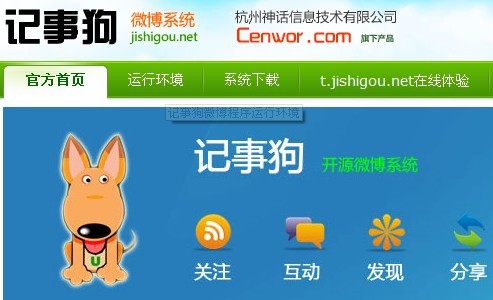 记事狗 微博系统 杭州神话信息技术有限公司
jishigou.net Cenwor.com 旗下产品
官方首页 运行环境 系统下载 t.jishigou.net在线体验
记事狗微博程序运行环境
记事狗 开源微博系统
关注 互动 发现 分享
U